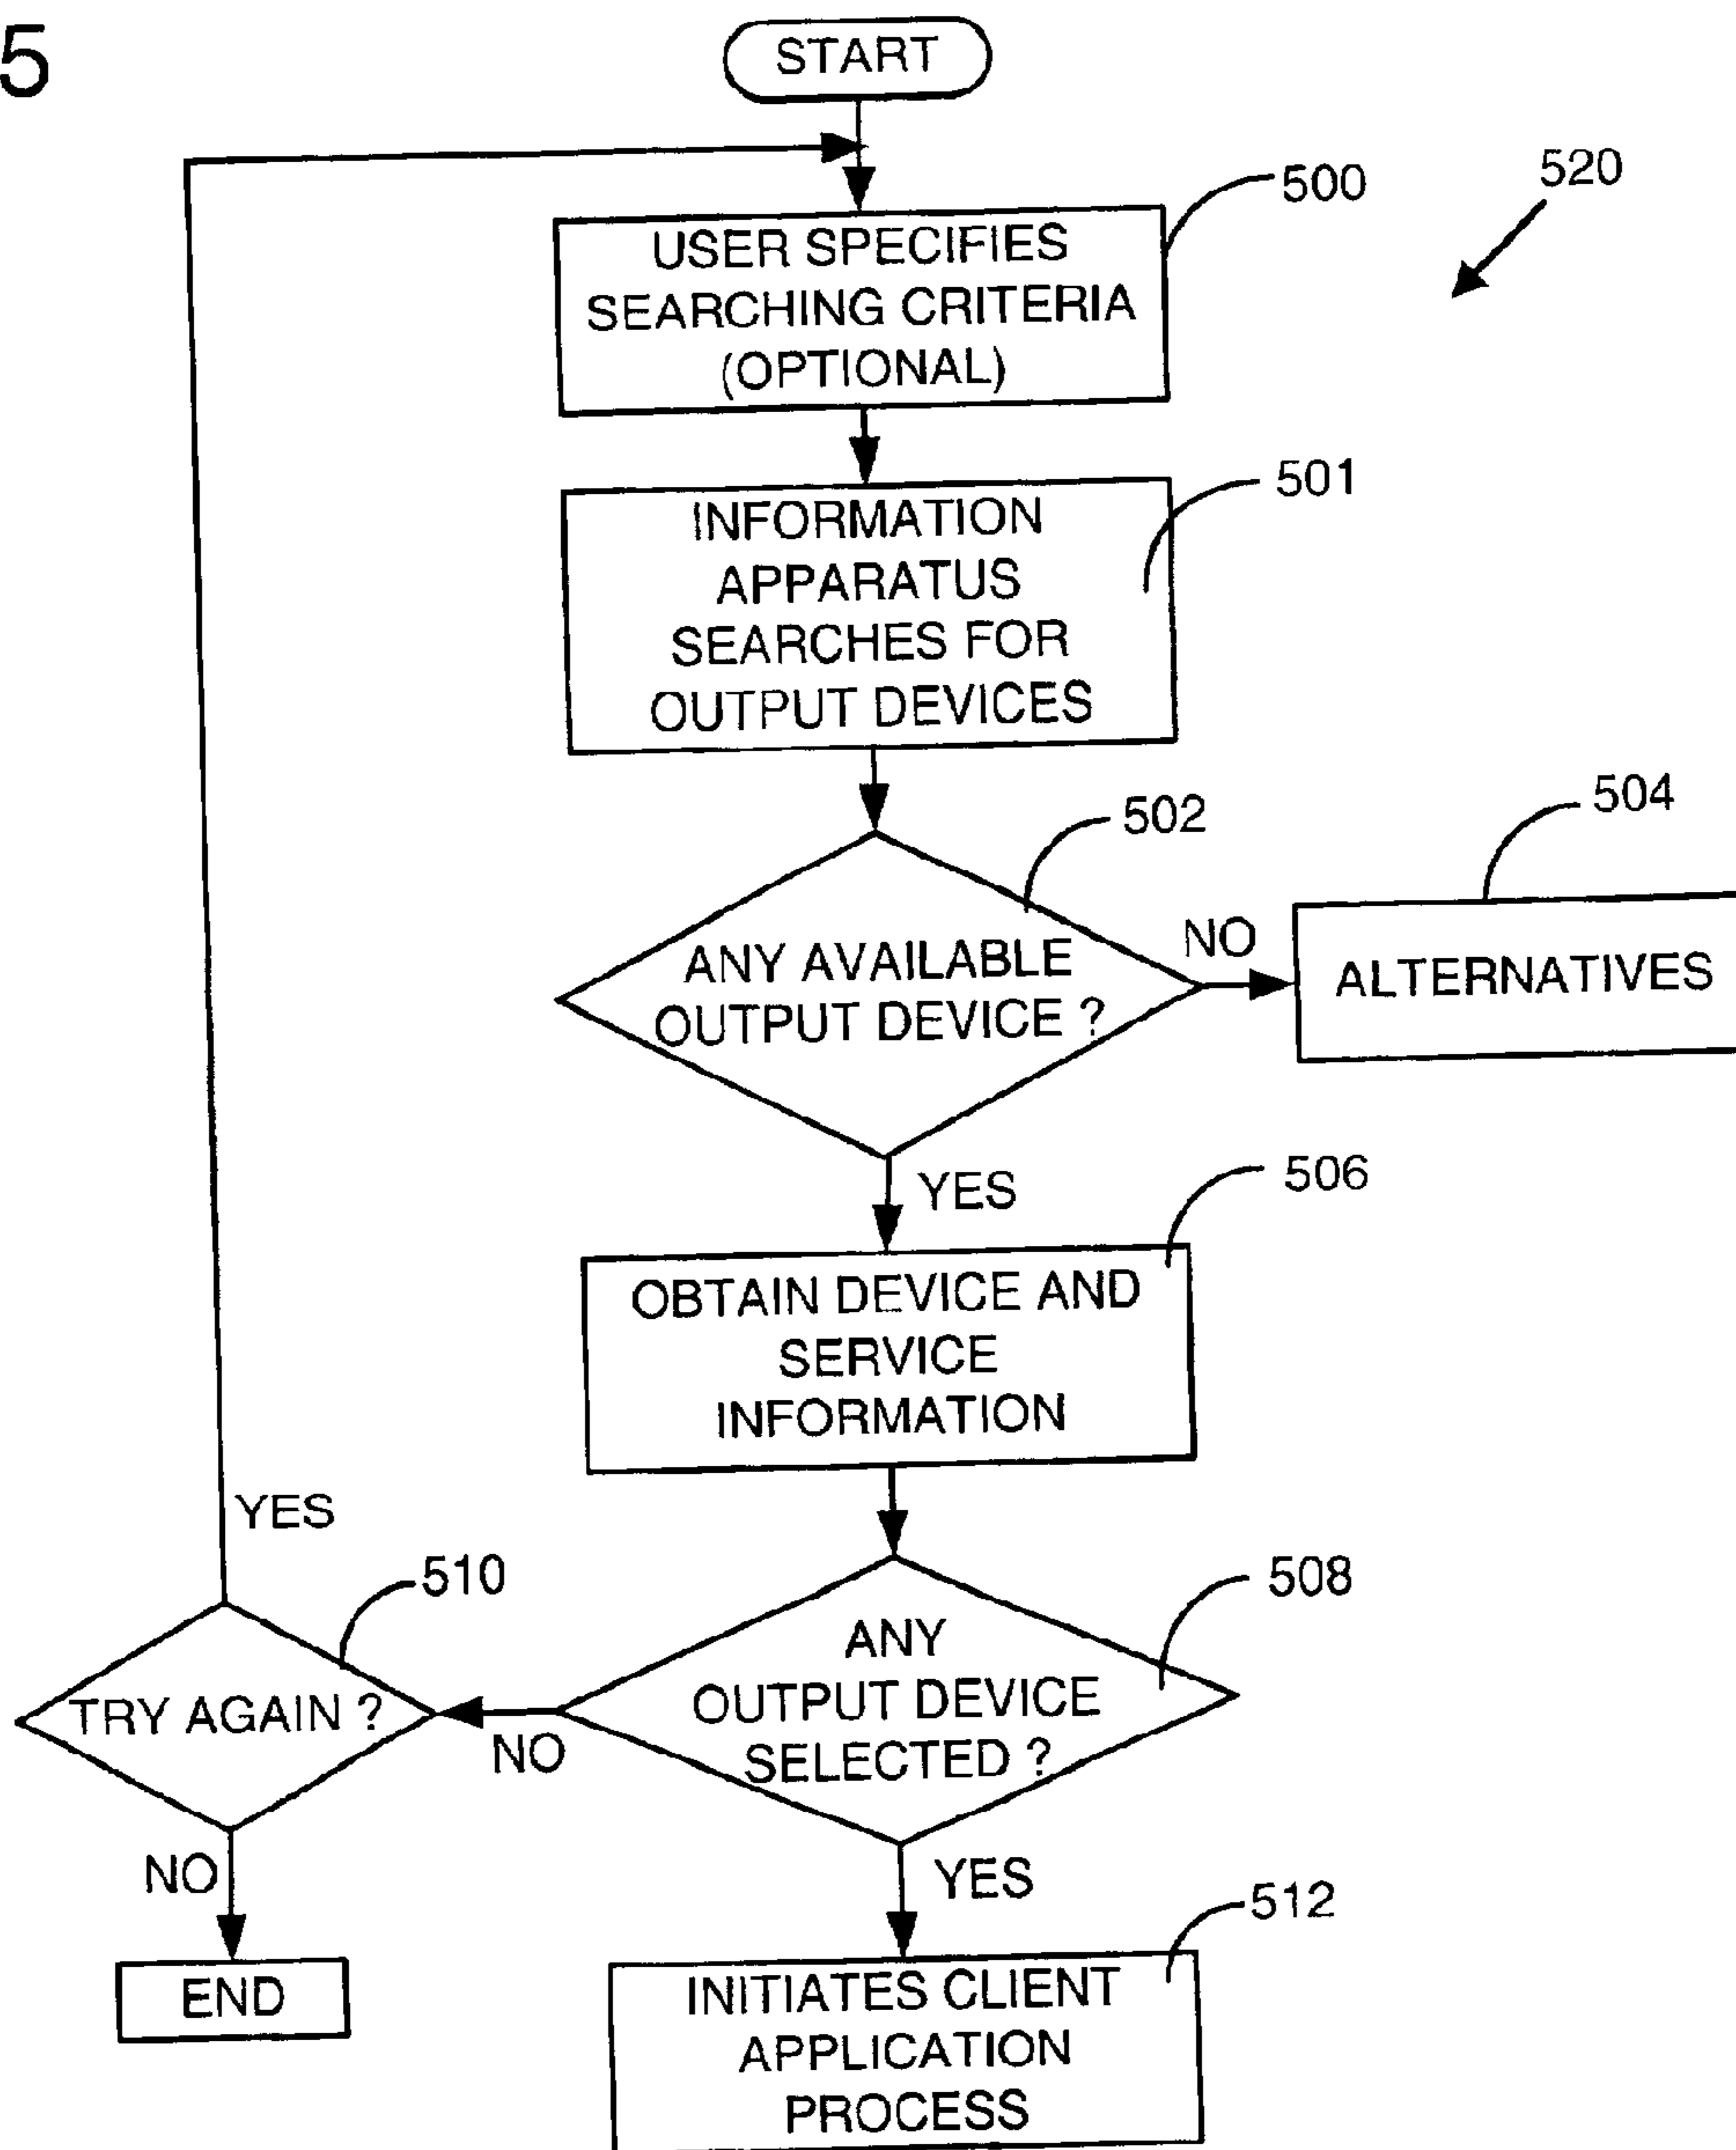 5
START
500
520
USER SPECIFIES
SEARCHING CRITERIA
(OPTIONAL)
501
INFORMATION
APPARATUS
SEARCHES FOR
OUTPUT DEVICES
502
504
NO
ANY AVAILABLE
OUTPUT DEVICE ?
ALTERNATIVES
YES
506
OBTAIN DEVICE AND
SERVICE
INFORMATION
YES
510
508
ANY
OUTPUT DEVICE
SELECTED ?
TRY AGAIN ?
NO
NO
YES
512
END
INITIATES CLIENT
APPLICATION
PROCESS